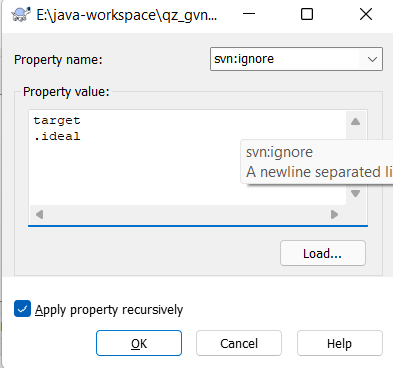 E:\java-workspace\qz_gvn
Property name:
svn:ignore
Property value:
target
.ideal
svn:ignore
A newline separated li
Load...
Apply property recursively
OK
Cancel
Help